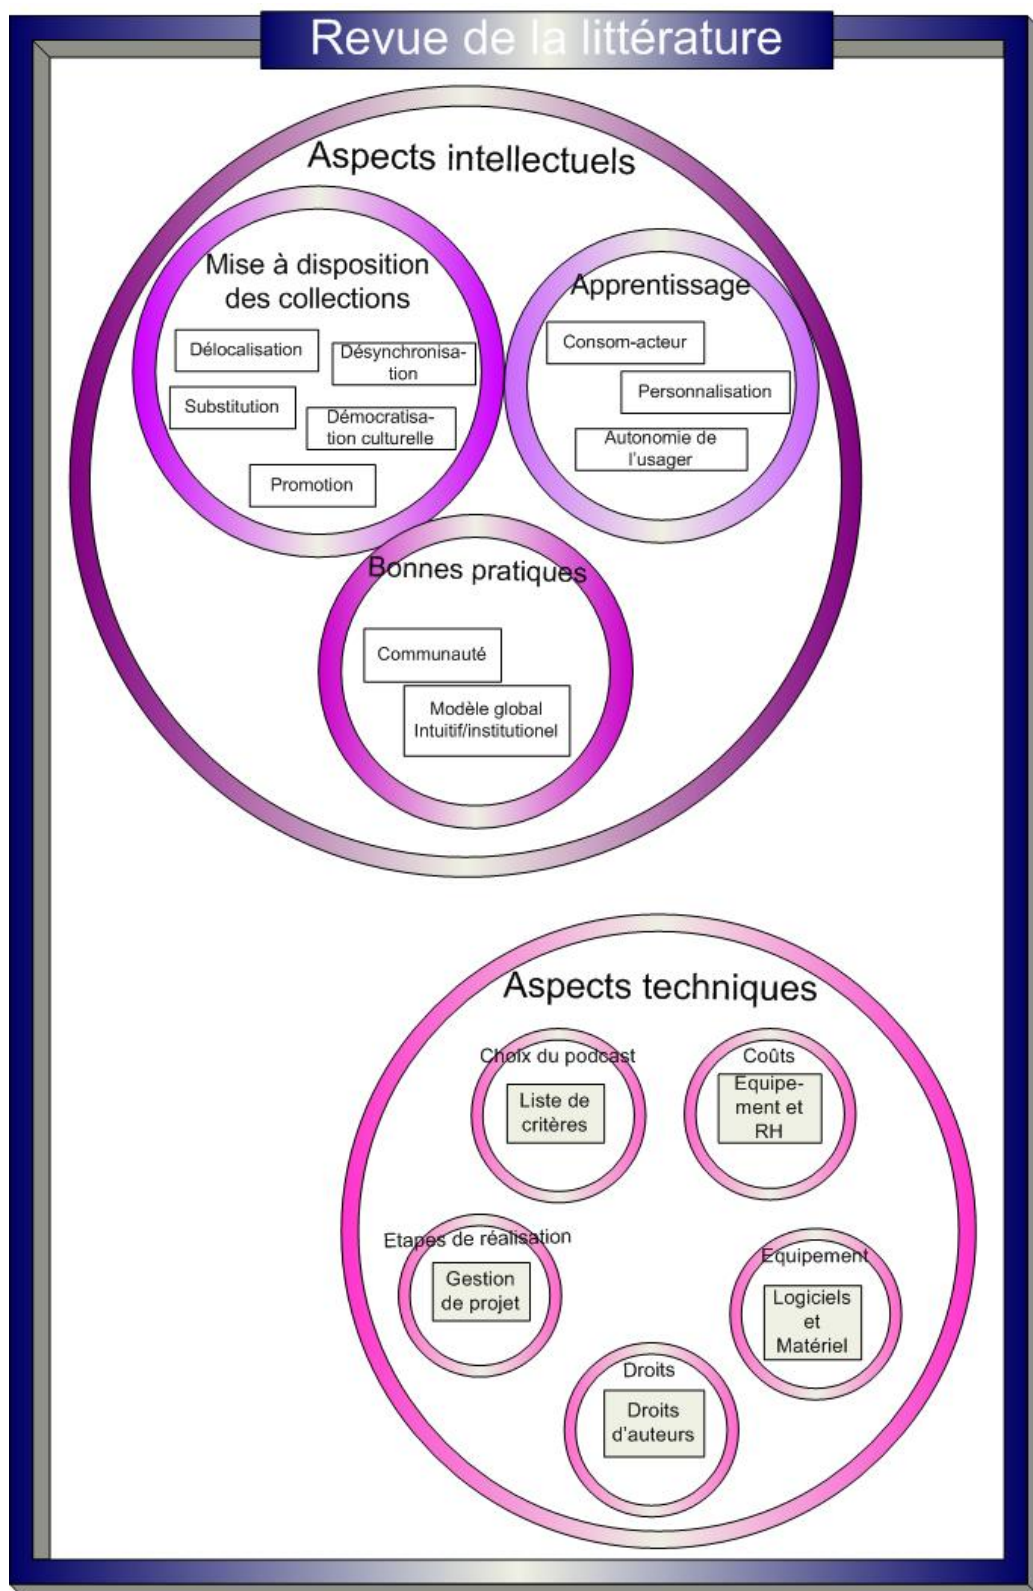 Revue de la littérature
Aspects intellectuels
Mise à disposition
des collections
Délocalisation
Désynchronisa-
tion
Substitution
Démocratisa-
tion culturelle
Promotion
Apprentissage
Consom-acteur
Personnalisation
Autonomie de
l'usager
Bonnes pratiques
Communauté
Modèle global
Intuitif/institutionel
Aspects techniques
Choix du podcast
Liste de
critères
Coûts
Equipe-
ment et
RH
Etapes de réalisation
Gestion
de projet
Equipement
Logiciels
et
Matériel
Droits
Droits
d'auteurs